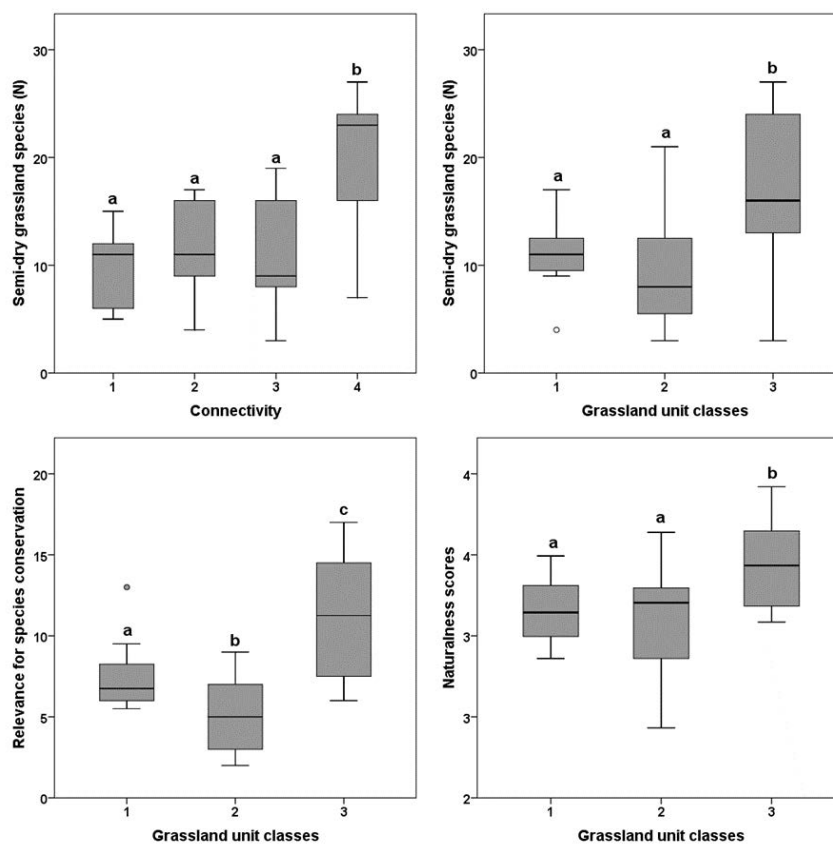 Semi-dry grassland species (N)
30
20
10
0
a
a
a
b
1 2 3 4
Connectivity
Semi-dry grassland species (N)
30
20
10
0
a
a
b
1 2 3
Grassland unit classes
Relevance for species conservation
20
15
10
5
0
a
b
c
1 2 3
Grassland unit classes
Naturalness scores
4
4
3
3
2
a
a
b
1 2 3
Grassland unit classes